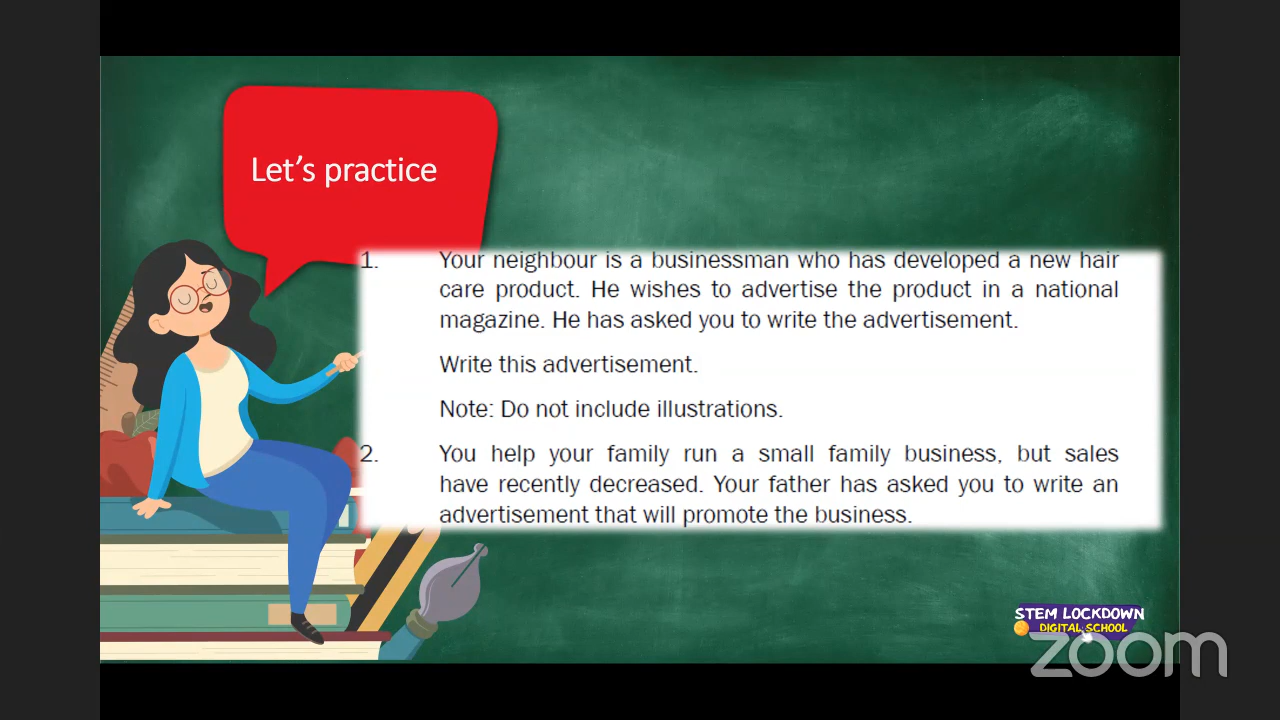 Let's practice
1. Your neighbour is a businessman who has developed a new hair
care product. He wishes to advertise the product in a national
magazine. He has asked you to write the advertisement.
Write this advertisement.
Note: Do not include illustrations.
2. You help your family run a small family business, but sales
have recently decreased. Your father has asked you to write an
advertisement that will promote the business.
STEM LOCKDOWN
DIGITAL SCHOOL
zoom